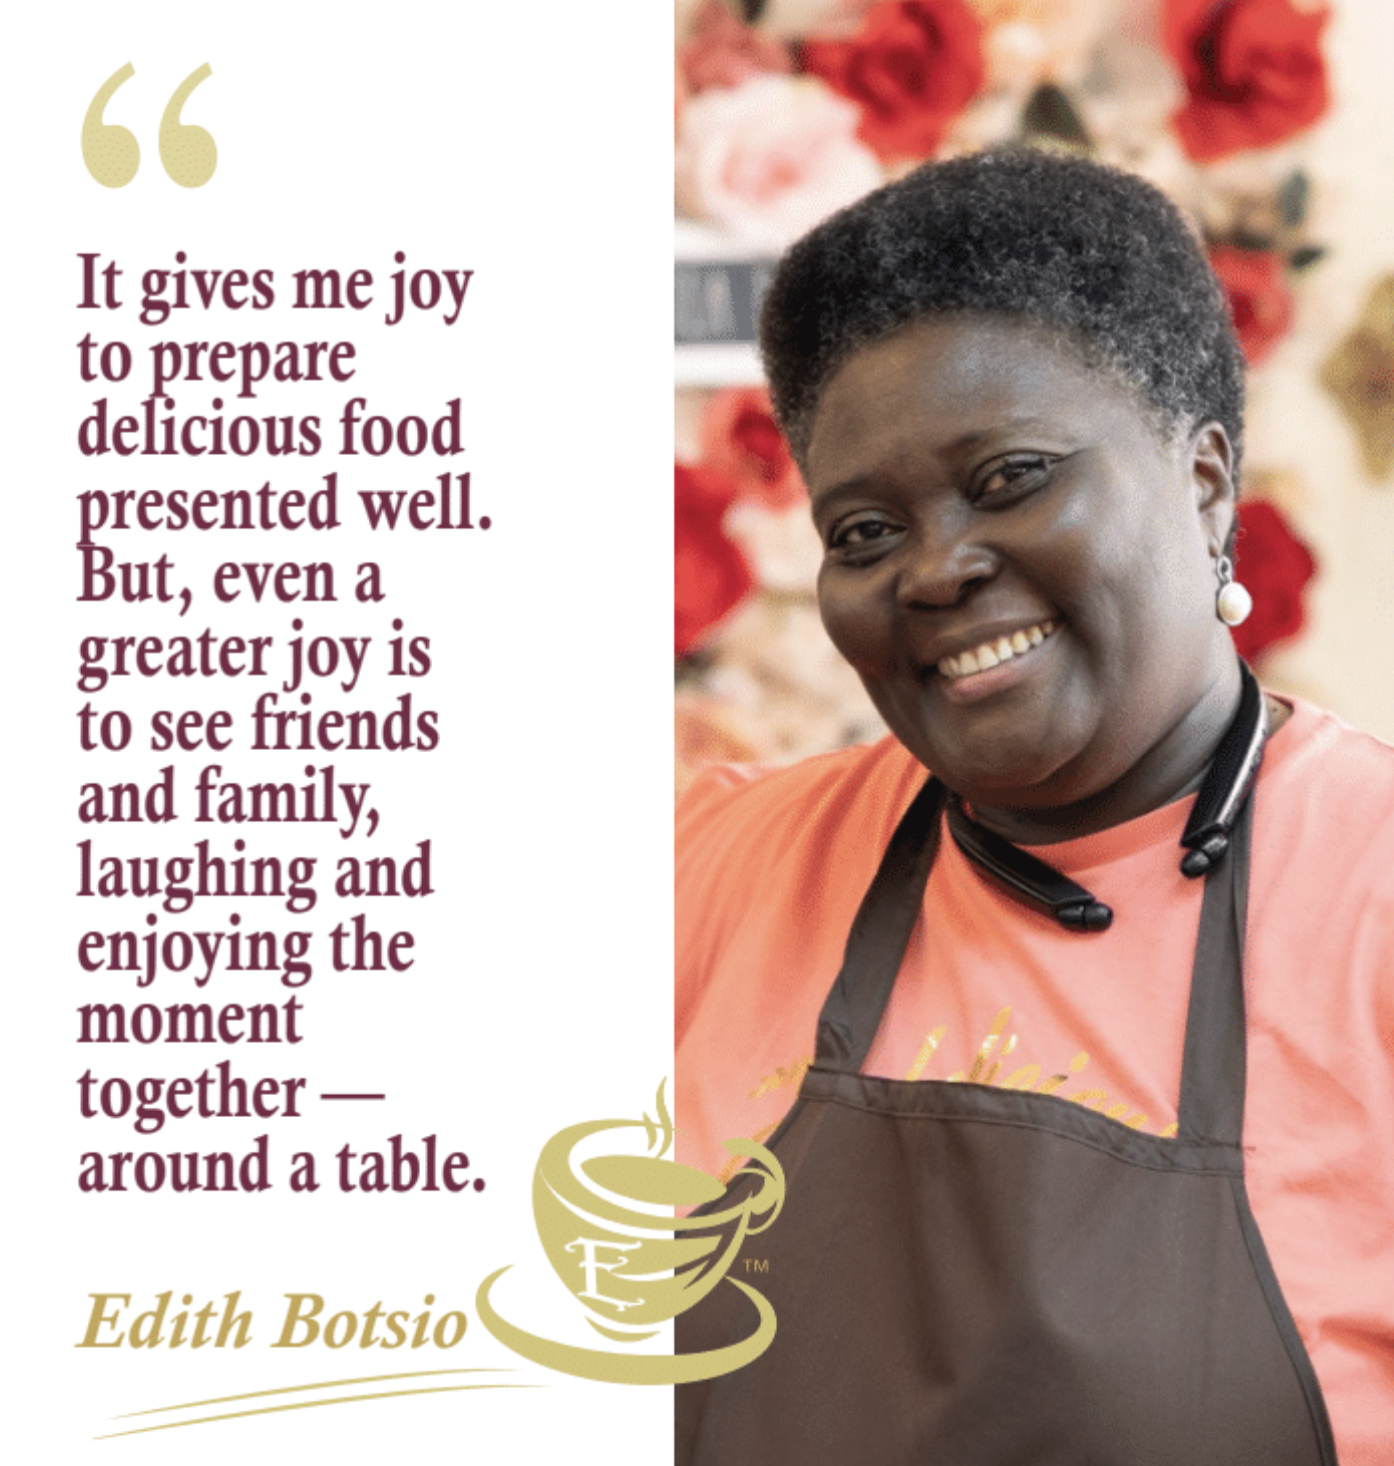 “
It gives me joy
to prepare
delicious food
presented well.
But, even a
greater joy is
to see friends
and family,
laughing and
enjoying the
moment
together —
around a table.
Edith Botsio
E
TM